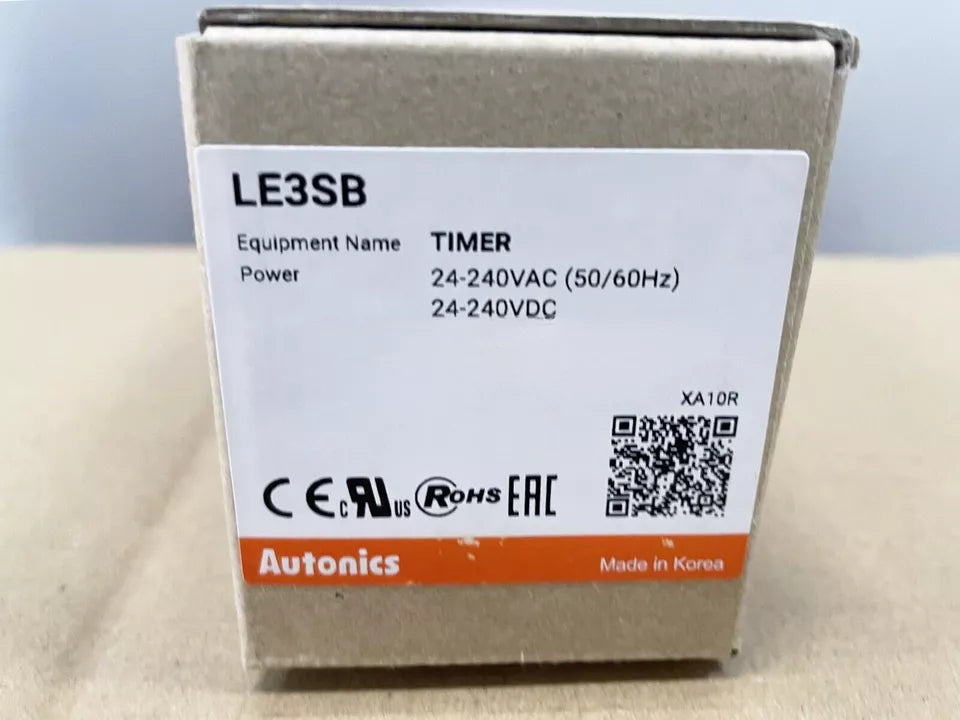 LE3SB
Equipment Name TIMER
Power 24-240VAC (50/60Hz)
24-240VDC
XA10R
CE c RU us RoHS EAC
Autonics Made in Korea